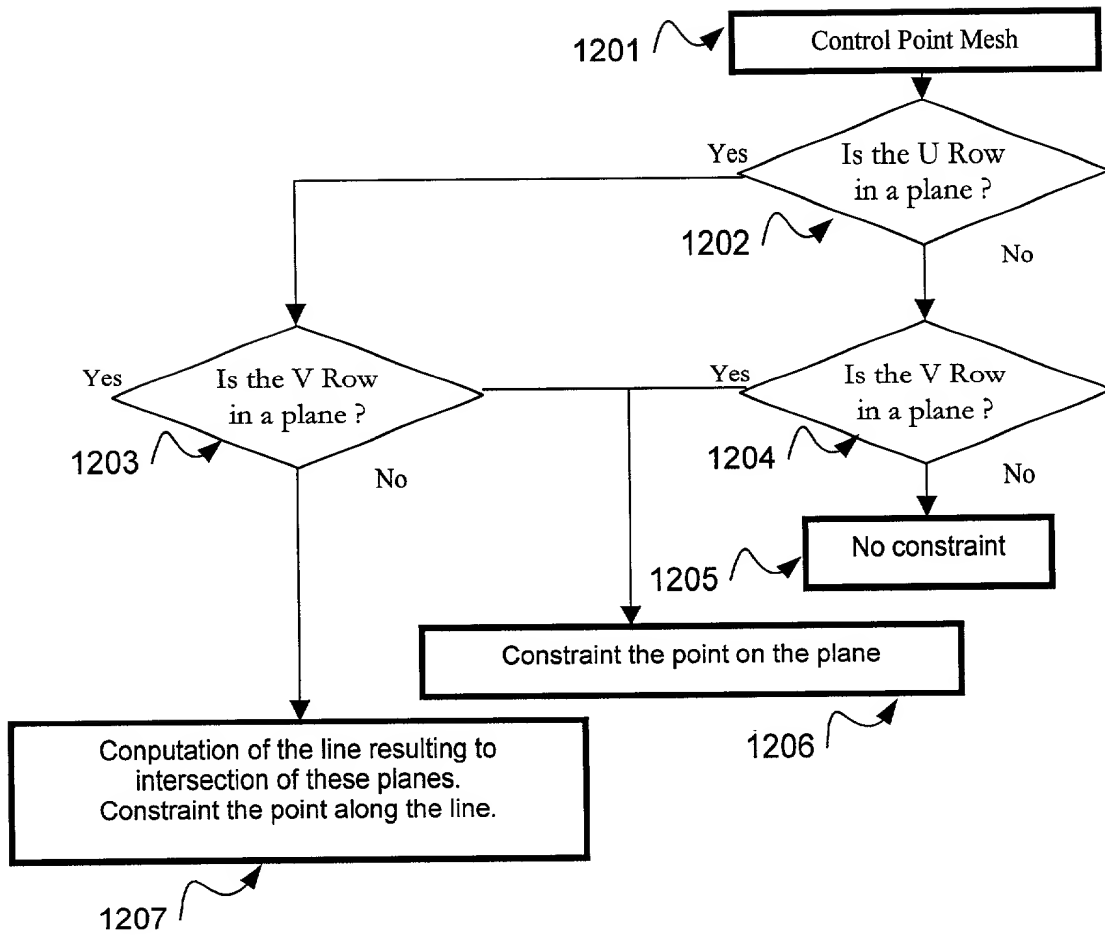 1201
Control Point Mesh
Yes
Is the U Row
in a plane ?
1202
No
Yes
Is the V Row
in a plane ?
1203
No
Yes
Is the V Row
in a plane ?
1204
No
No constraint
1205
Constraint the point on the plane
1206
Conputation of the line resulting to
intersection of these planes.
Constraint the point along the line.
1207